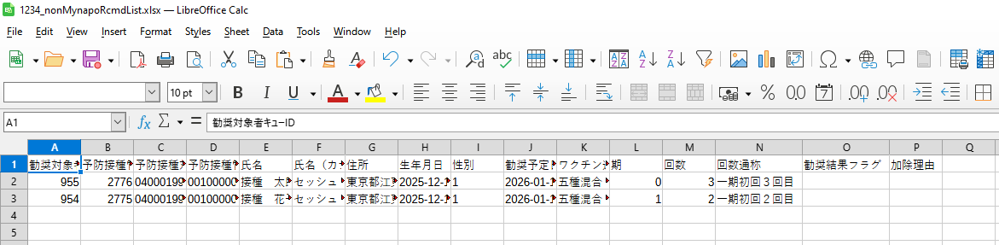 1234_nonMynapoRcmdList.xlsx — LibreOffice Calc
File Edit View Insert Format Styles Sheet Data Tools Window Help
10 pt
A1 勧奨対象者キューID
A B C D E F G H I J K L M N O P Q
1 勧奨対象 予防接種 予防接種 予防接種 氏名 氏名（カ 住所 生年月日 性別 勧奨予定 ワクチン 期 回数 回数通称 勧奨結果フラグ 加除理由
2 955 2776 04000199 00100000 接種 太 セッシュ 東京都江 2025-12- 1 2026-01- 五種混合 0 3 一期初回３回目
3 954 2775 04000199 00100000 接種 花 セッシュ 東京都江 2025-12- 1 2026-01- 五種混合 1 2 一期初回２回目
4
5